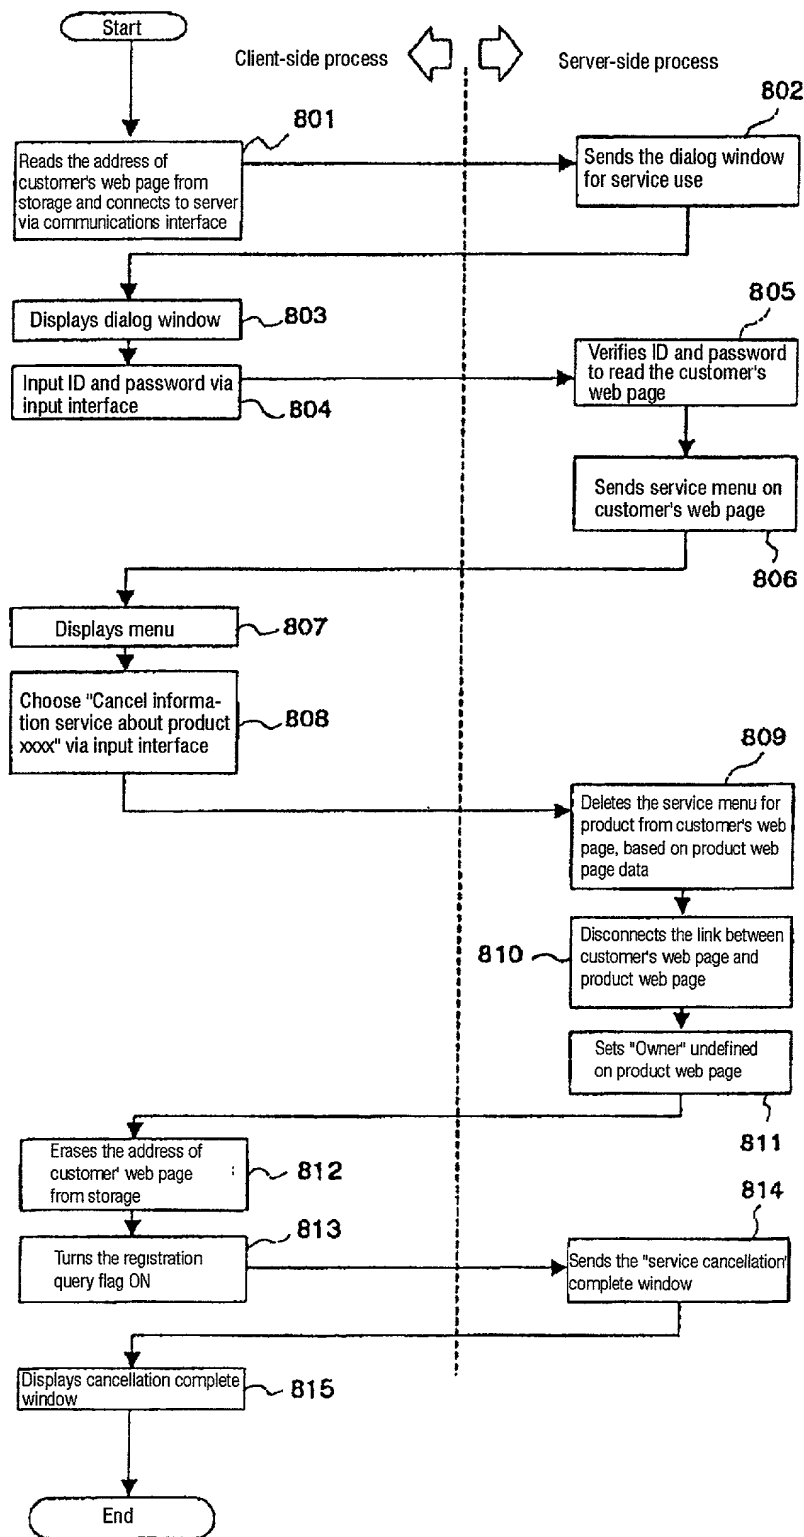 Start
Client-side process
Server-side process
801
802
Reads the address of
customer's web page from
storage and connects to server
via communications interface
Sends the dialog window
for service use
Displays dialog window
803
805
Input ID and password via
input interface
804
Verifies ID and password
to read the customer's
web page
Sends service menu on
customer's web page
806
Displays menu
807
Choose "Cancel informa-
tion service about product
xxxx" via input interface
808
809
Deletes the service menu for
product from customer's web
page, based on product web
page data
810
Disconnects the link between
customer's web page and
product web page
Sets "Owner" undefined
on product web page
811
Erases the address of
customer' web page
from storage
812
813
814
Turns the registration
query flag ON
Sends the "service cancellation'
complete window
Displays cancellation complete
window
815
End